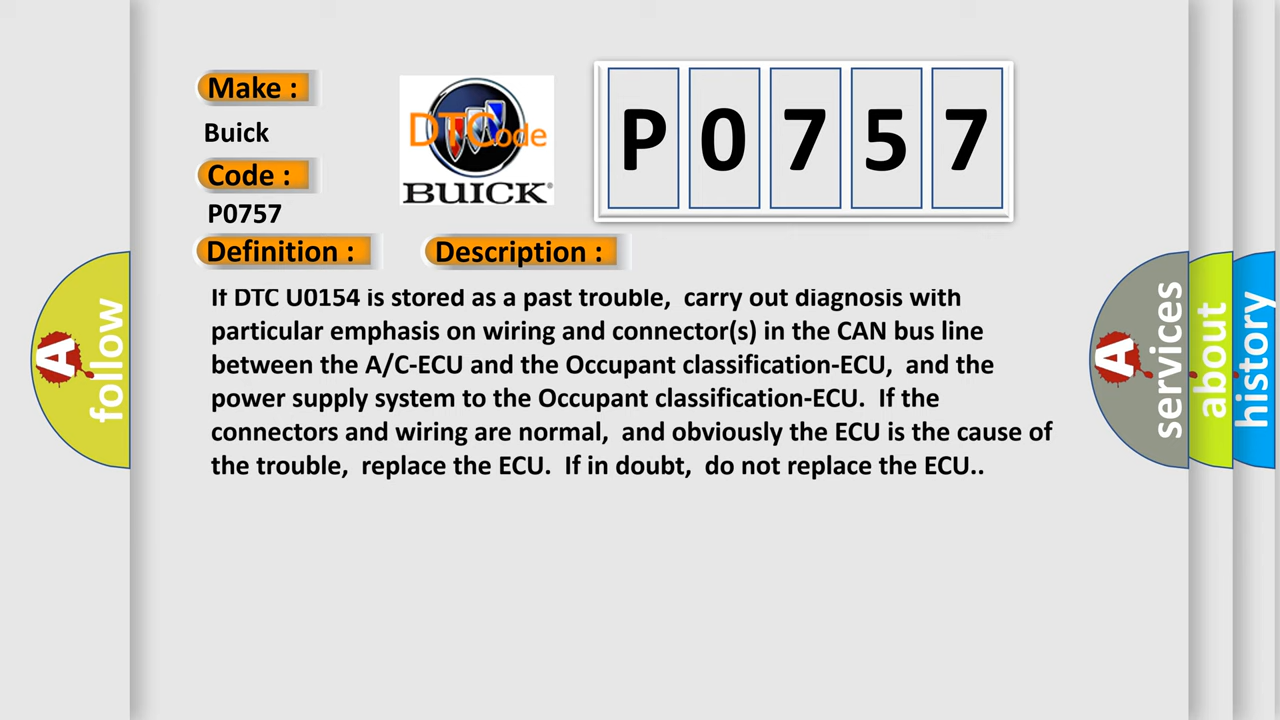 Make :
Buick
Code :
P0757
DTCode
BUICK
P0757
Definition :
Description :
If DTC U0154 is stored as a past trouble, carry out diagnosis with
particular emphasis on wiring and connector(s) in the CAN bus line
between the A/C-ECU and the Occupant classification-ECU, and the
power supply system to the Occupant classification-ECU If the
connectors and wiring are normal, and obviously the ECU is the cause of
the trouble, replace the ECU If in doubt, do not replace the ECU..
A follow
A services
about
history